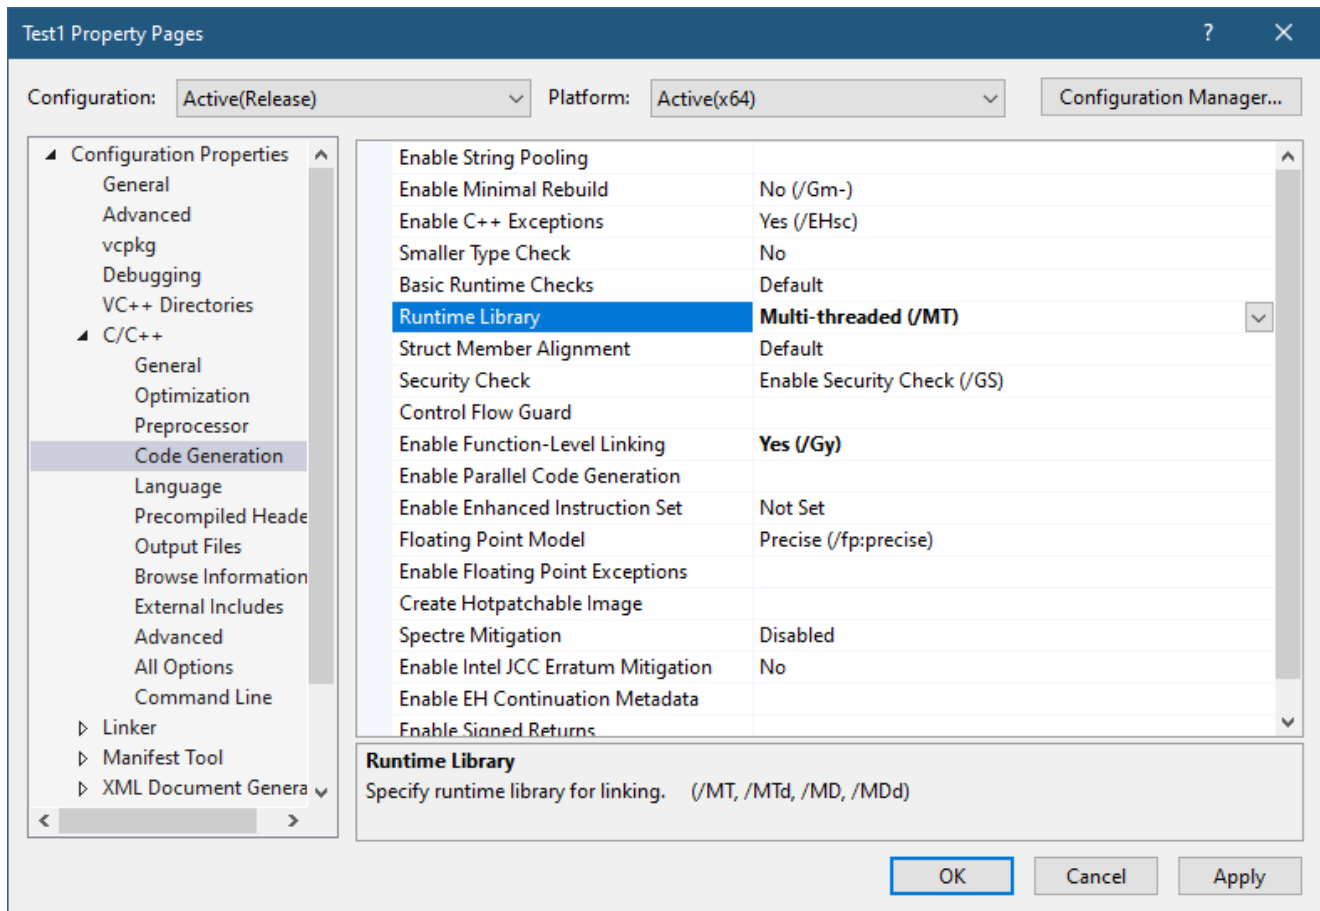 Test1 Property Pages ?
Configuration: Active(Release) Platform: Active(x64) Configuration Manager...
Configuration Properties
General
Advanced
vcpkg
Debugging
VC++ Directories
C/C++
General
Optimization
Preprocessor
Code Generation
Language
Precompiled Heade
Output Files
Browse Information
External Includes
Advanced
All Options
Command Line
Linker
Manifest Tool
XML Document Genera
Enable String Pooling
Enable Minimal Rebuild No (/Gm-)
Enable C++ Exceptions Yes (/EHsc)
Smaller Type Check No
Basic Runtime Checks Default
Runtime Library Multi-threaded (/MT)
Struct Member Alignment Default
Security Check Enable Security Check (/GS)
Control Flow Guard
Enable Function-Level Linking Yes (/Gy)
Enable Parallel Code Generation
Enable Enhanced Instruction Set Not Set
Floating Point Model Precise (/fp:precise)
Enable Floating Point Exceptions
Create Hotpatchable Image
Spectre Mitigation Disabled
Enable Intel JCC Erratum Mitigation No
Enable EH Continuation Metadata
Enable Signed Returns
Runtime Library
Specify runtime library for linking. (/MT, /MTd, /MD, /MDd)
OK Cancel Apply